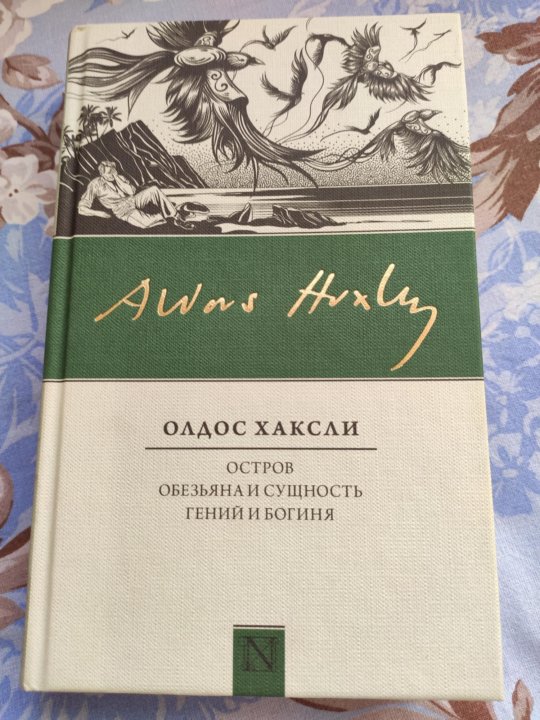 Aldous Huxley
ОЛДОС ХАКСЛИ
ОСТРОВ
ОБЕЗЬЯНА И СУЩНОСТЬ
ГЕНИЙ И БОГИНЯ
N